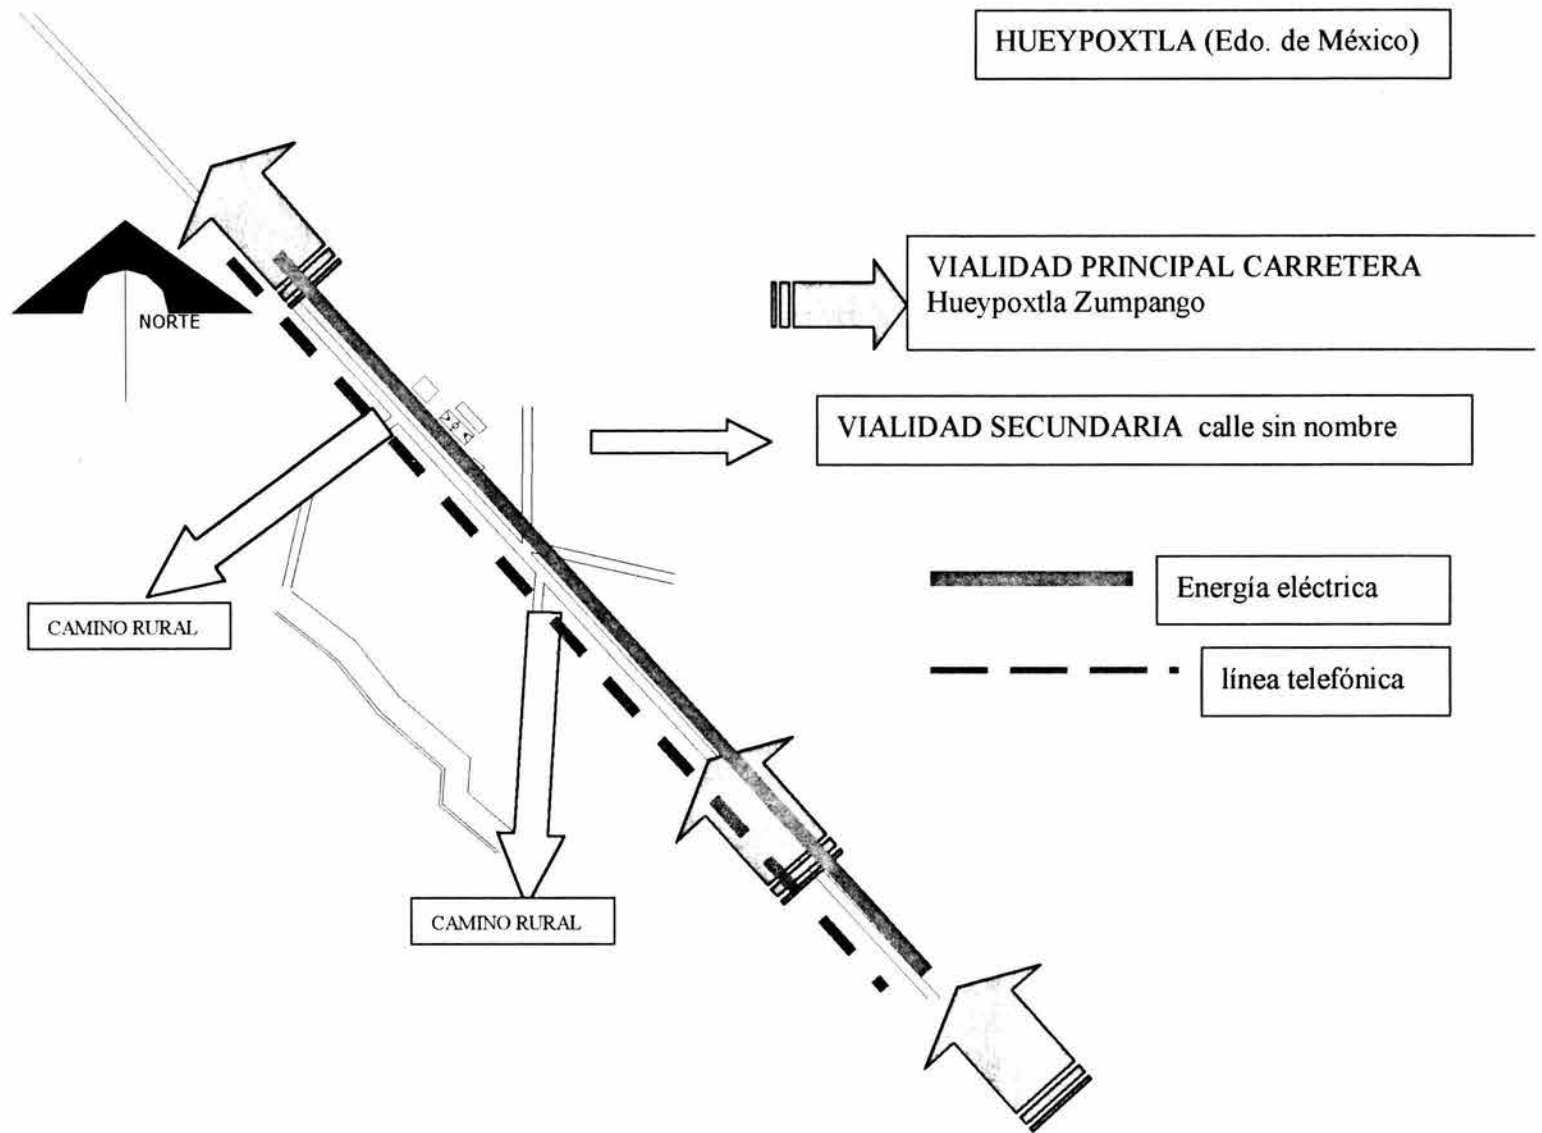 HUEYPOXTLA (Edo. de México)
NORTE
VIALIDAD PRINCIPAL CARRETERA
Hueypoxtla Zumpango
VIALIDAD SECUNDARIA calle sin nombre
Energía eléctrica
CAMINO RURAL
línea telefónica
CAMINO RURAL